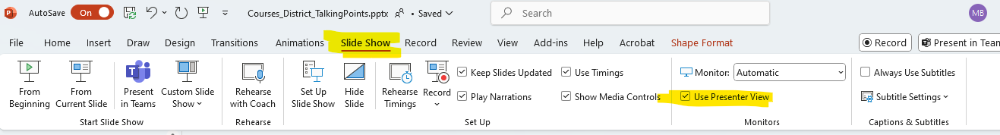 AutoSave On Courses_District_TalkingPoints.pptx • Saved Search MB
File Home Insert Draw Design Transitions Animations Slide Show Record Review View Add-ins Help Acrobat Shape Format Record Present in Team
From Beginning
From Current Slide
Present in Teams
Custom Slide Show
Rehearse with Coach
Set Up Slide Show
Hide Slide
Rehearse Timings
Record
Keep Slides Updated
Use Timings
Play Narrations
Show Media Controls
Monitor: Automatic
Use Presenter View
Always Use Subtitles
Subtitle Settings
Start Slide Show Rehearse Set Up Monitors Captions & Subtitles